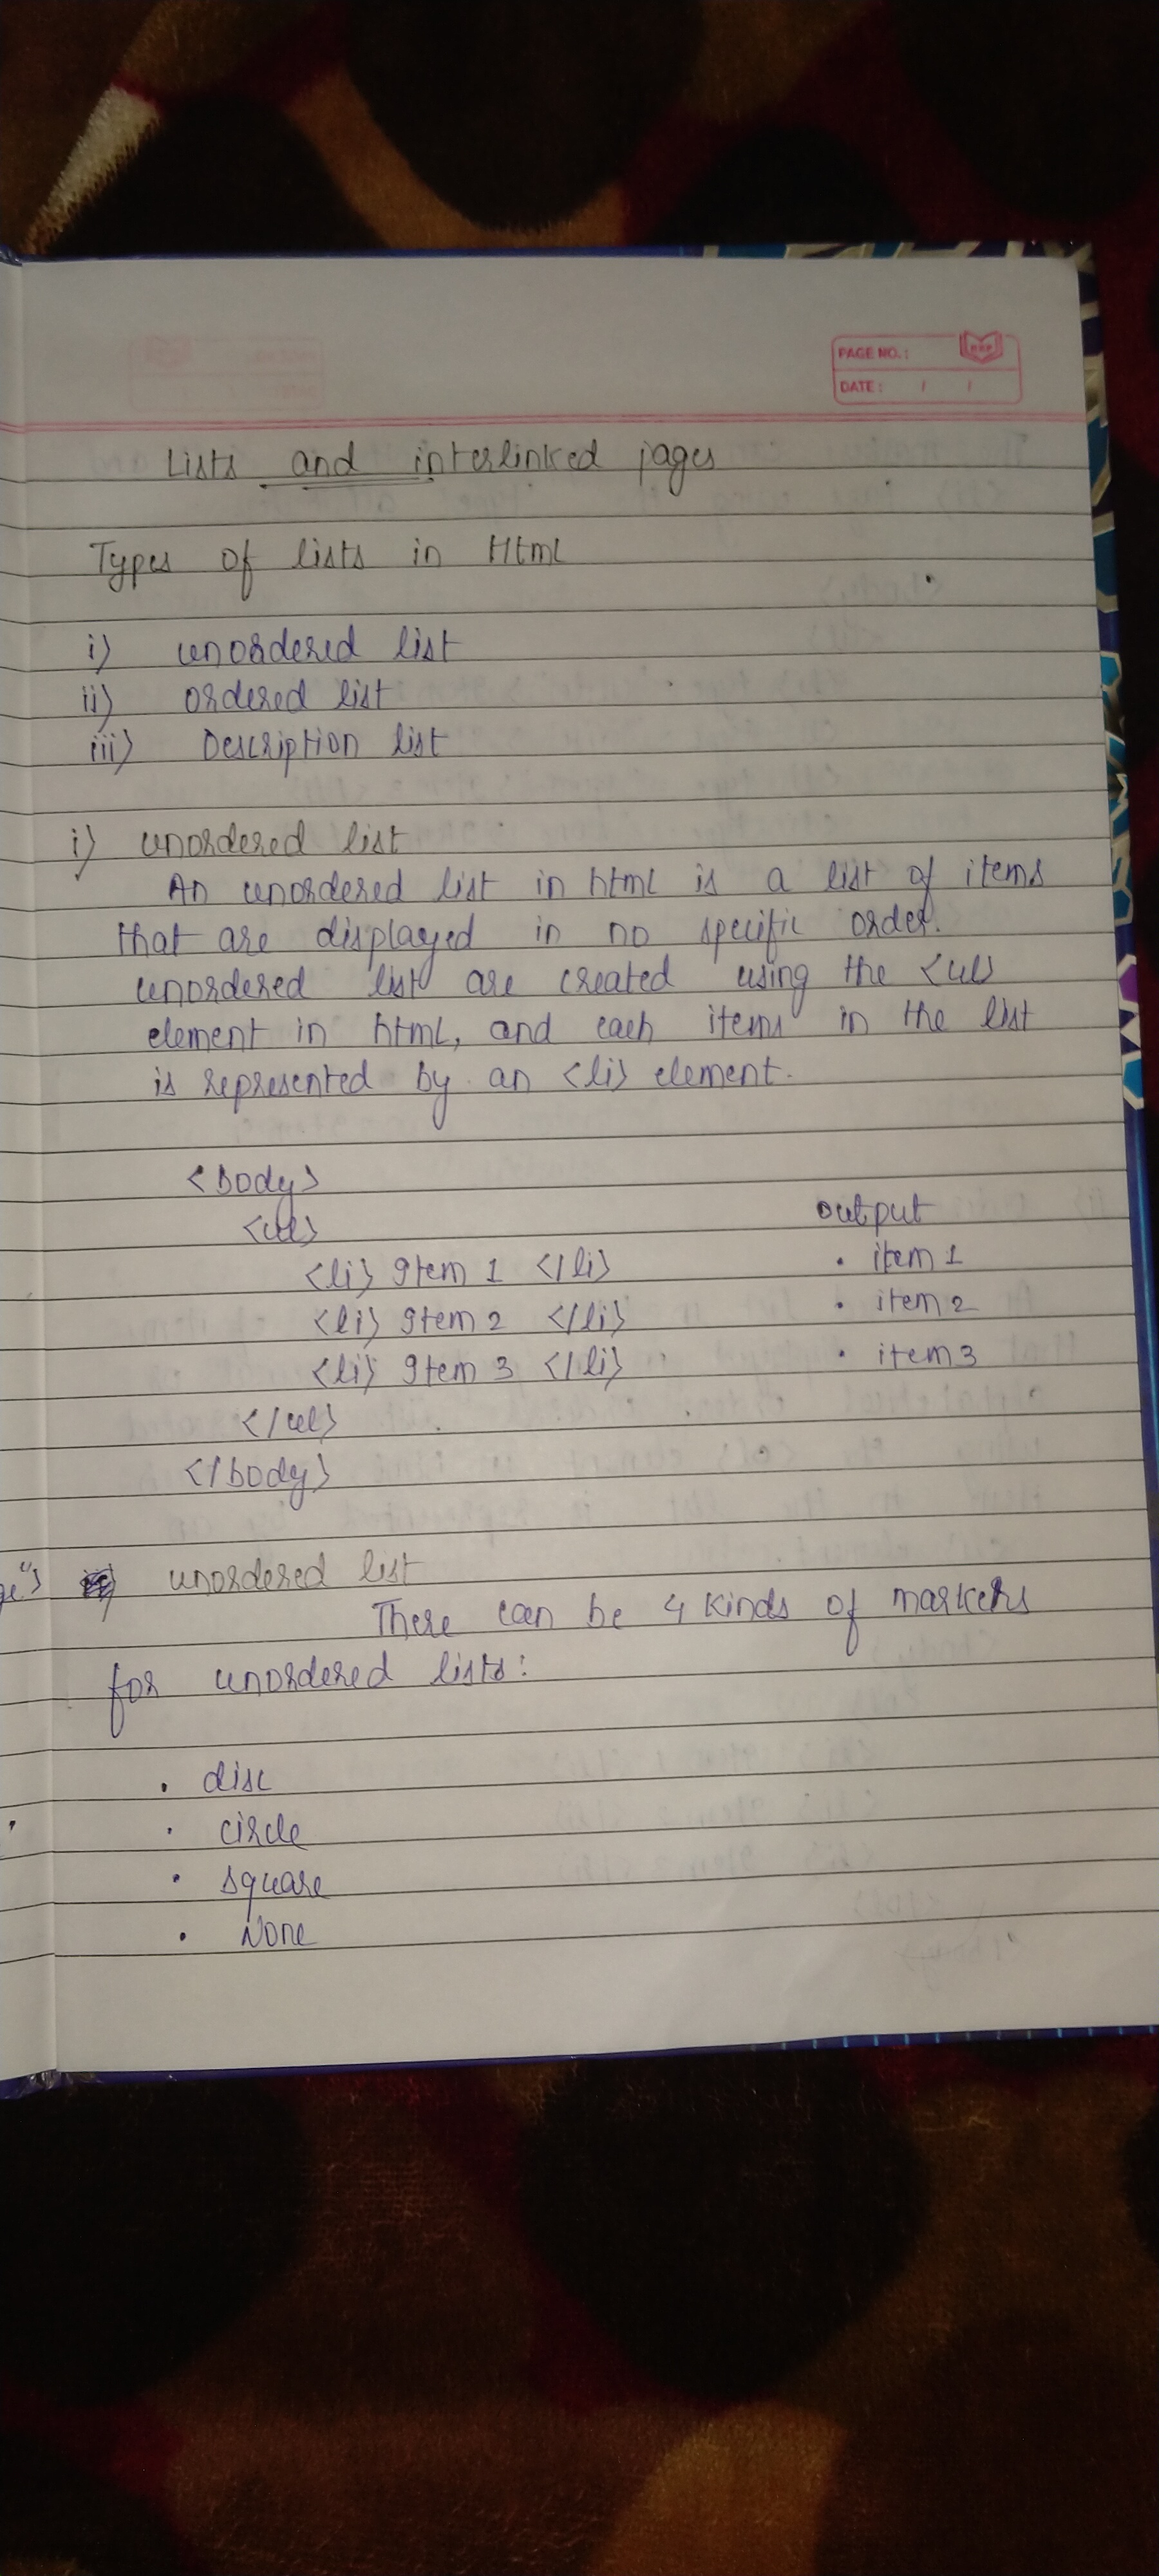 PAGE NO.:
DATE: / /
Lists and interlinked pages
Types of lists in Html
i) unordered list
ii) ordered list
iii) Description list
i) unordered list
An unordered list in html is a list of items
that are displayed in no specific order.
unordered list are created using the <ul>
element in html, and each items in the list
is represented by an <li> element.
<body>
<ul>
output
<li> Item 1 </li> • item 1
<li> Item 2 </li> • item 2
<li> Item 3 </li> • item 3
</ul>
</body>
unordered list
There can be 4 kinds of markers
for unordered lists:
• disc
• circle
• square
• None